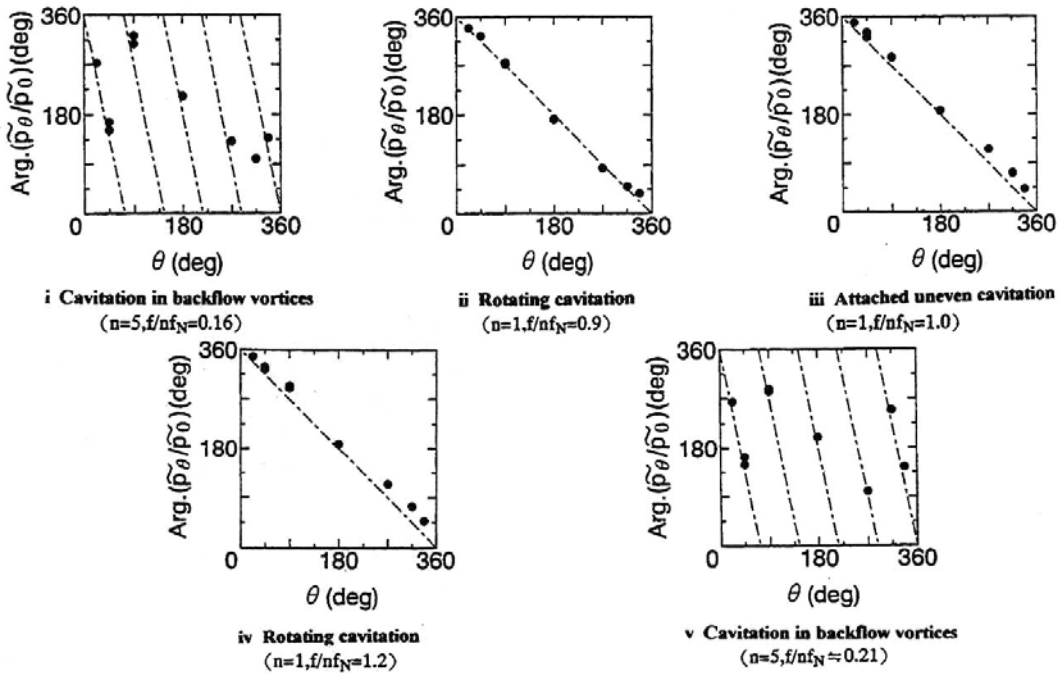 360
180
0
180
360
Arg.(p̃θ/p̃0)(deg)
θ (deg)
i Cavitation in backflow vortices
(n=5,f/nfN=0.16)
360
180
0
180
360
Arg.(p̃θ/p̃0)(deg)
θ (deg)
ii Rotating cavitation
(n=1,f/nfN=0.9)
360
180
0
180
360
Arg.(p̃θ/p̃0)(deg)
θ (deg)
iii Attached uneven cavitation
(n=1,f/nfN=1.0)
360
180
0
180
360
Arg.(p̃θ/p̃0)(deg)
θ (deg)
iv Rotating cavitation
(n=1,f/nfN=1.2)
360
180
0
180
360
Arg.(p̃θ/p̃0)(deg)
θ (deg)
v Cavitation in backflow vortices
(n=5,f/nfN≒0.21)